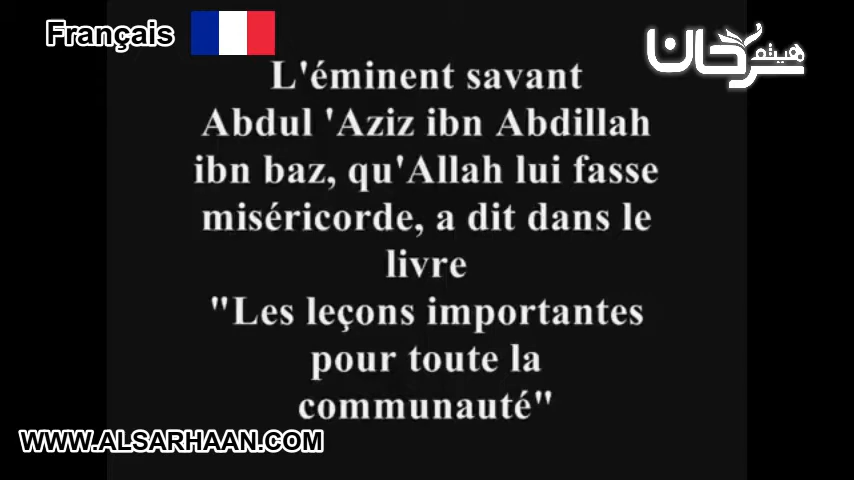 Français
هيثم سرحان
L'éminent savant
Abdul 'Aziz ibn Abdillah
ibn baz, qu'Allah lui fasse
miséricorde, a dit dans le
livre
"Les leçons importantes
pour toute la
communauté"
WWW.ALSARHAAN.COM